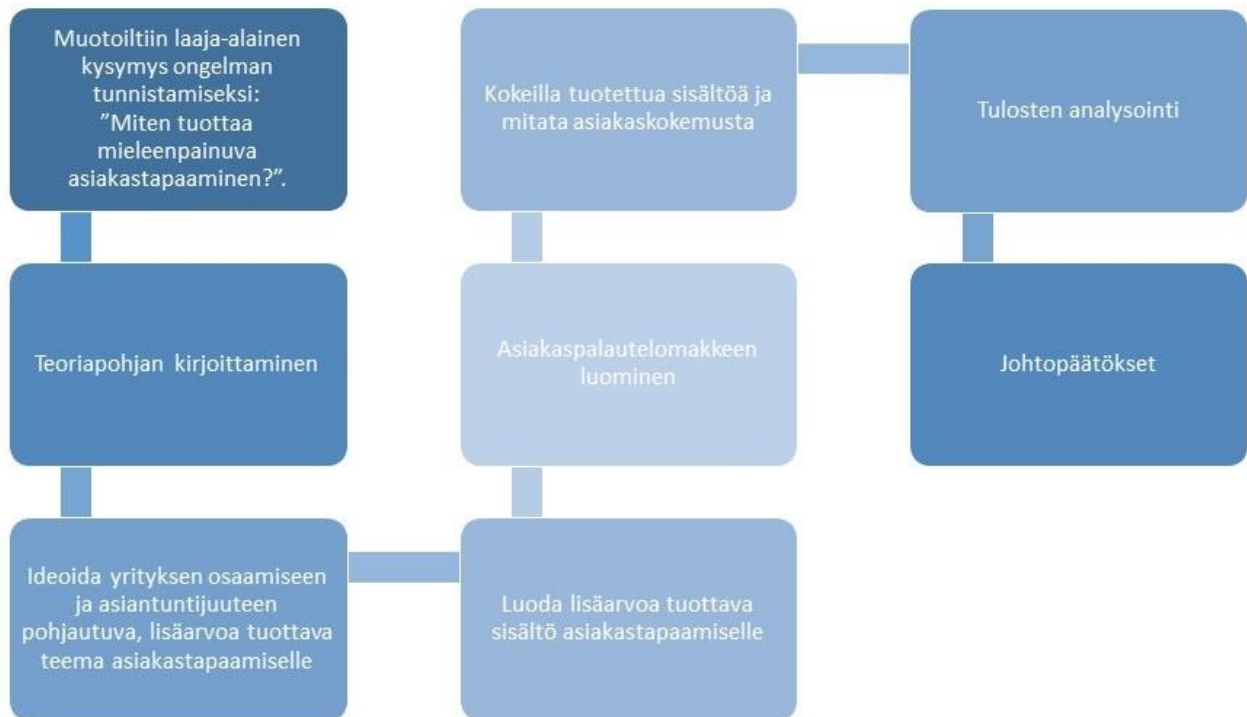 Muotoiltiin laaja-alainen
kysymys ongelman
tunnistamiseksi:
”Miten tuottaa
mieleenpainuva
asiakastapaaminen?”.
Teoriapohjan kirjoittaminen
Ideoida yrityksen osaamiseen
ja asiantuntijuuteen
pohjautuva, lisäarvoa tuottava
teema asiakastapaamiselle
Luoda lisäarvoa tuottava
sisältö asiakastapaamiselle
Asiakaspalautelomakkeen
luominen
Kokeilla tuotettua sisältöä ja
mitata asiakaskokemusta
Tulosten analysointi
Johtopäätökset